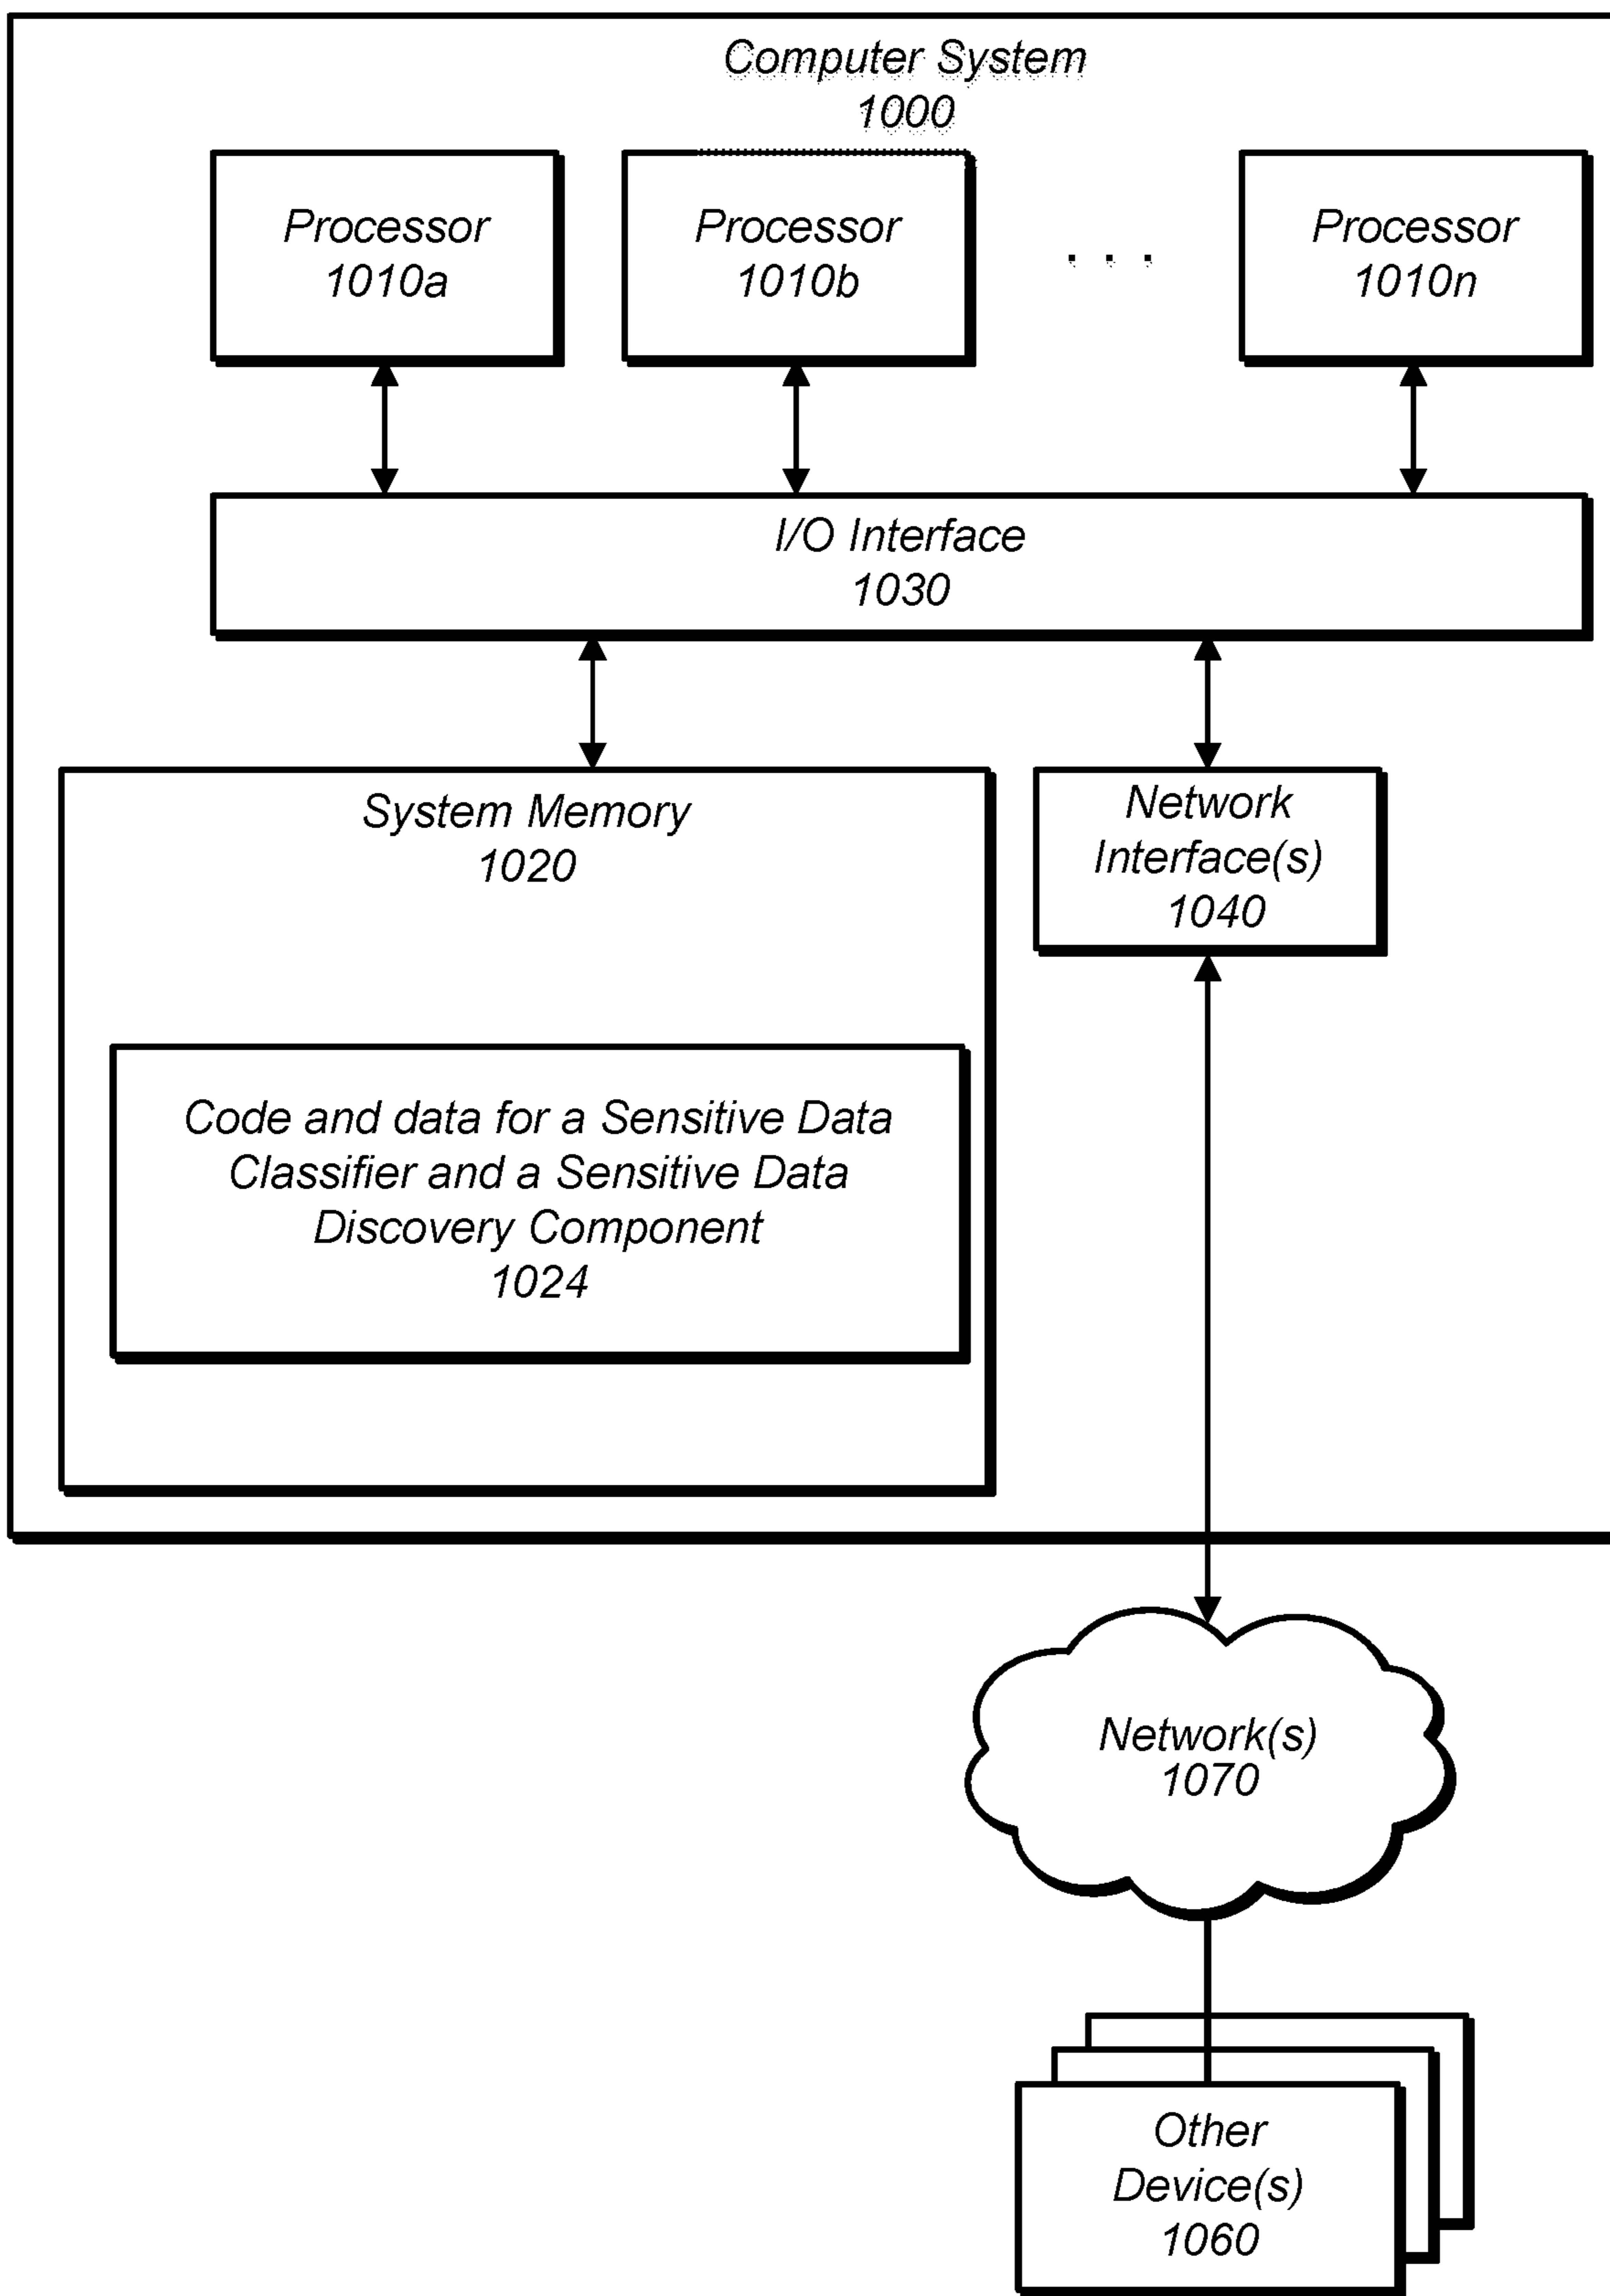 Computer System
1000
Processor
1010a
Processor
1010b
. . .
Processor
1010n
I/O Interface
1030
System Memory
1020
Network
Interface(s)
1040
Code and data for a Sensitive Data
Classifier and a Sensitive Data
Discovery Component
1024
Network(s)
1070
Other
Device(s)
1060